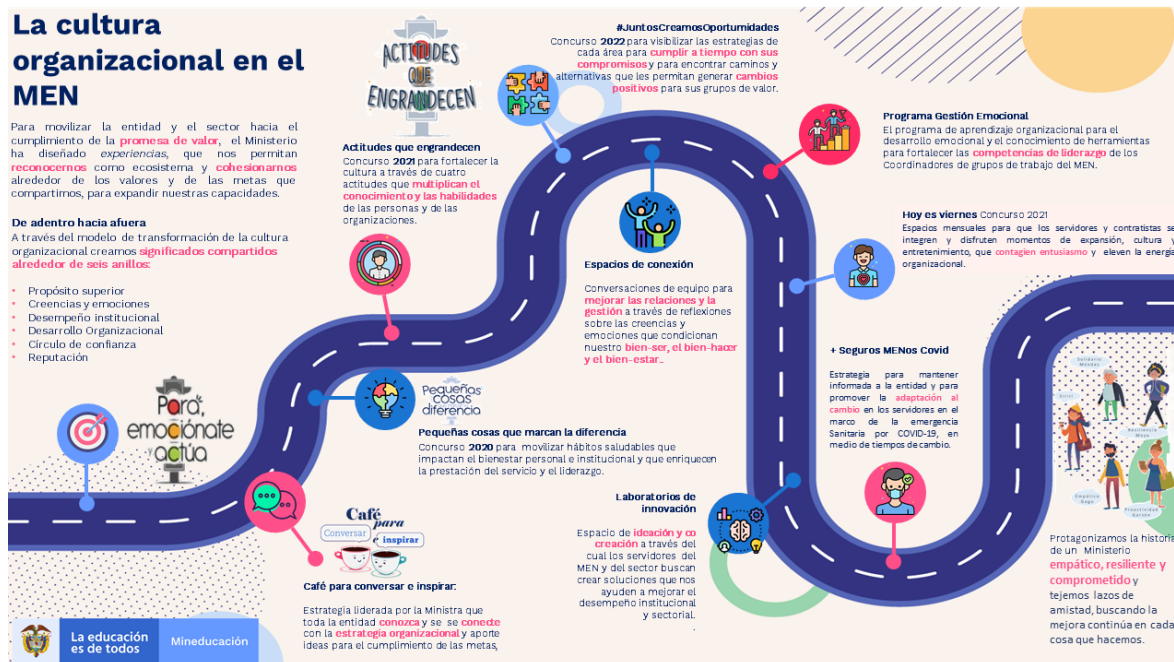 La cultura
organizacional en el
MEN
Para movilizar la entidad y el sector hacia el
cumplimiento de la promesa de valor, el Ministerio
ha diseñado experiencias, que nos permitan
reconocernos como ecosistema y cohesionarnos
alrededor de los valores y de las metas que
compartimos, para expandir nuestras capacidades.
De adentro hacia afuera
A través del modelo de transformación de la cultura
organizacional creamos significados compartidos
alrededor de seis anillos:
• Propósito superior
• Creencias y emociones
• Desempeño institucional
• Desarrollo Organizacional
• Círculo de confianza
• Reputación
Para,
emociónate
y actúa
La educación
es de todos
Mineducación
ACTITUDES
QUE
ENGRANDECEN
Actitudes que engrandecen
Concurso 2021 para fortalecer la
cultura a través de cuatro
actitudes que multiplican el
conocimiento y las habilidades
de las personas y de las
organizaciones.
Pequeñas
cosas
diferencia
Pequeñas cosas que marcan la diferencia
Concurso 2020 para movilizar hábitos saludables que
impactan el bienestar personal e institucional y que enriquecen
la prestación del servicio y el liderazgo.
Café
para
Conversar
e inspirar
Café para conversar e inspirar:
Estrategia liderada por la Ministra que
toda la entidad conozca y se se conecte
con la estrategia organizacional y aporte
ideas para el cumplimiento de las metas,
#JuntosCreamosOportunidades
Concurso 2022 para visibilizar las estrategias de
cada área para cumplir a tiempo con sus
compromisos y para encontrar caminos y
alternativas que les permitan generar cambios
positivos para sus grupos de valor.
Espacios de conexión
Conversaciones de equipo para
mejorar las relaciones y la
gestión a través de reflexiones
sobre las creencias y
emociones que condicionan
nuestro bien-ser, el bien-hacer
y el bien-estar..
Laboratorios de
innovación
Espacio de ideación y co
creación a través del
cual los servidores del
MEN y del sector buscan
crear soluciones que nos
ayuden a mejorar el
desempeño institucional
y sectorial.
.
Programa Gestión Emocional
El programa de aprendizaje organizacional para el
desarrollo emocional y el conocimiento de herramientas
para fortalecer las competencias de liderazgo de los
Coordinadores de grupos de trabajo del MEN.
Hoy es viernes Concurso 2021
Espacios mensuales para que los servidores y contratistas se
integren y disfruten momentos de expansión, cultura y
entretenimiento, que contagien entusiasmo y eleven la energía
organizacional.
+ Seguros MENos Covid
Estrategia para mantener
informada a la entidad y para
promover la adaptación al
cambio en los servidores en el
marco de la emergencia
Sanitaria por COVID-19, en
medio de tiempos de cambio.
Protagonizamos la historia
de un Ministerio
empático, resiliente y
comprometido y
tejemos lazos de
amistad, buscando la
mejora continúa en cada
cosa que hacemos.